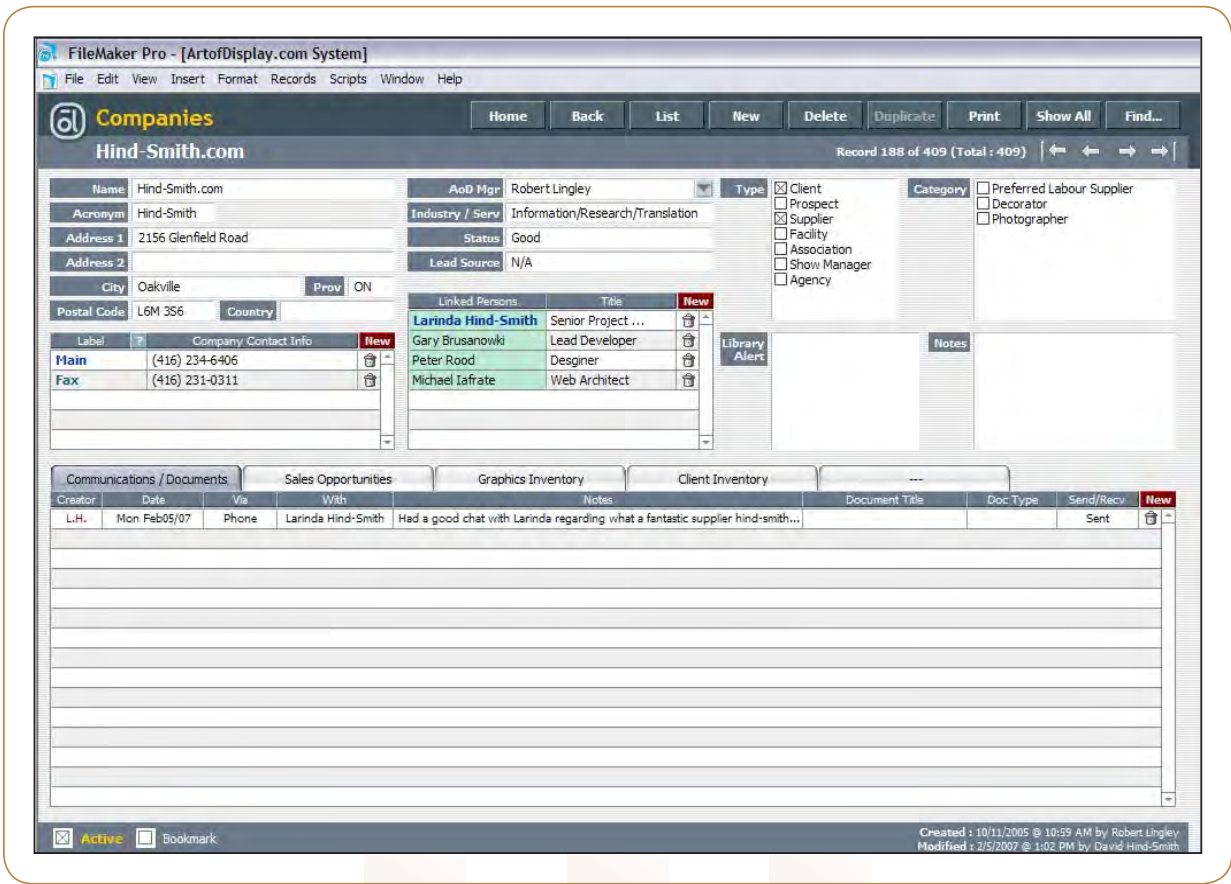 FileMaker Pro - [ArtofDisplay.com System]
File Edit View Insert Format Records Scripts Window Help
Companies
Home Back List New Delete Duplicate Print Show All Find...
Hind-Smith.com
Record 188 of 409 (Total : 409)
Name Hind-Smith.com
Acronym Hind-Smith
Address 1 2156 Glenfield Road
Address 2
City Oakville Prov ON
Postal Code L6M 3S6 Country
AoD Mgr Robert Lingley
Industry / Serv Information/Research/Translation
Status Good
Lead Source N/A
Type Client
Prospect
Supplier
Facility
Association
Show Manager
Agency
Category Preferred Labour Supplier
Decorator
Photographer
Label ? Company Contact Info New
Main (416) 234-6406
Fax (416) 231-0311
Linked Persons Title New
Larinda Hind-Smith Senior Project ...
Gary Brusanowki Lead Developer
Peter Rood Desginer
Michael Iafrate Web Architect
Library Alert
Notes
Communications / Documents Sales Opportunities Graphics Inventory Client Inventory ---
Creator Date Via With Notes Document Title Doc Type Send/Recv New
L.H. Mon Feb05/07 Phone Larinda Hind-Smith Had a good chat with Larinda regarding what a fantastic supplier hind-smith... Sent
Active Bookmark
Created : 10/11/2005 @ 10:59 AM by Robert Lingley
Modified : 2/5/2007 @ 1:02 PM by David Hind-Smith